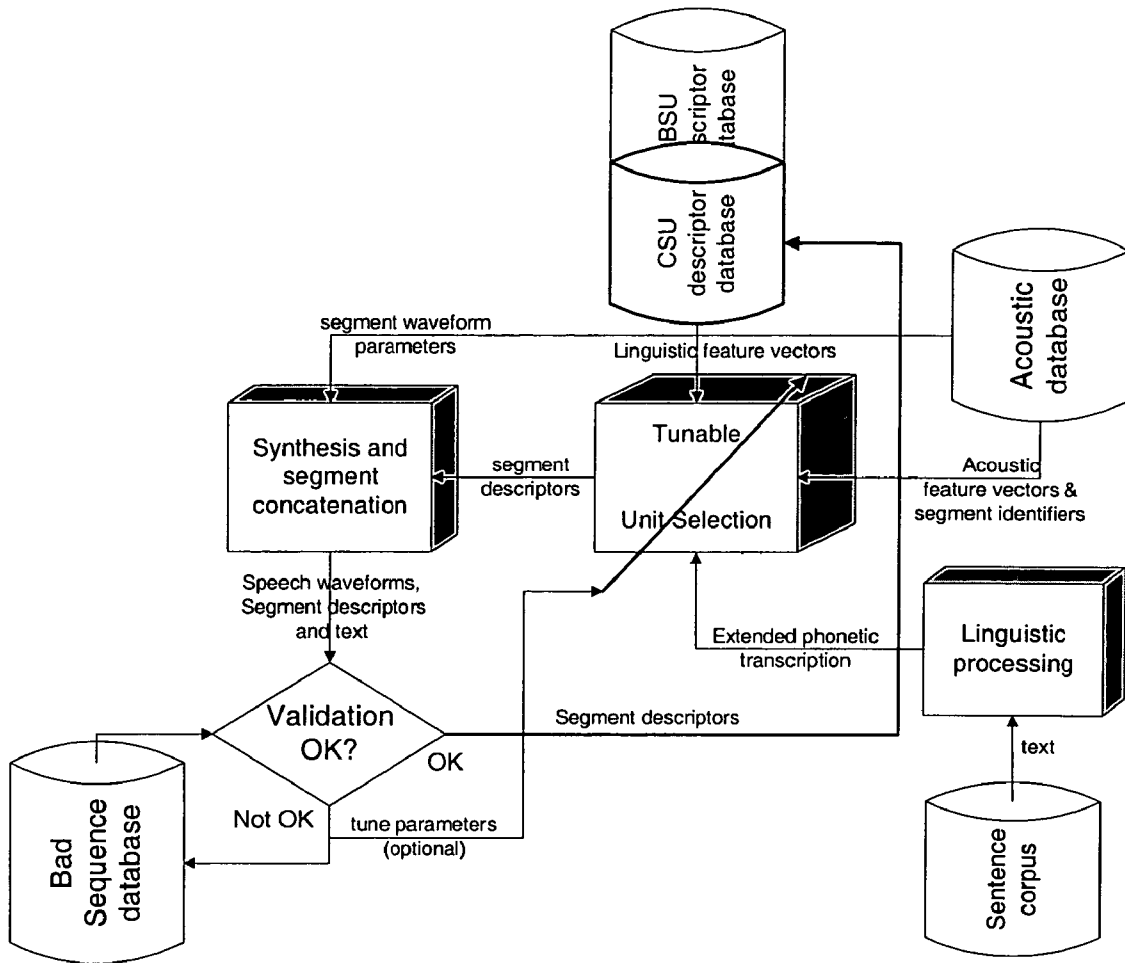 BSU
CSU
descriptor
database
Acoustic
database
segment waveform
parameters
Linguistic feature vectors
Synthesis and
segment
concatenation
segment
descriptors
Tunable
Unit Selection
Acoustic
feature vectors &
segment identifiers
Speech waveforms,
Segment descriptors
and text
Extended phonetic
transcription
Linguistic
processing
Validation
OK?
OK
Segment descriptors
text
Not OK
tune parameters
(optional)
Bad
Sequence
database
Sentence
corpus